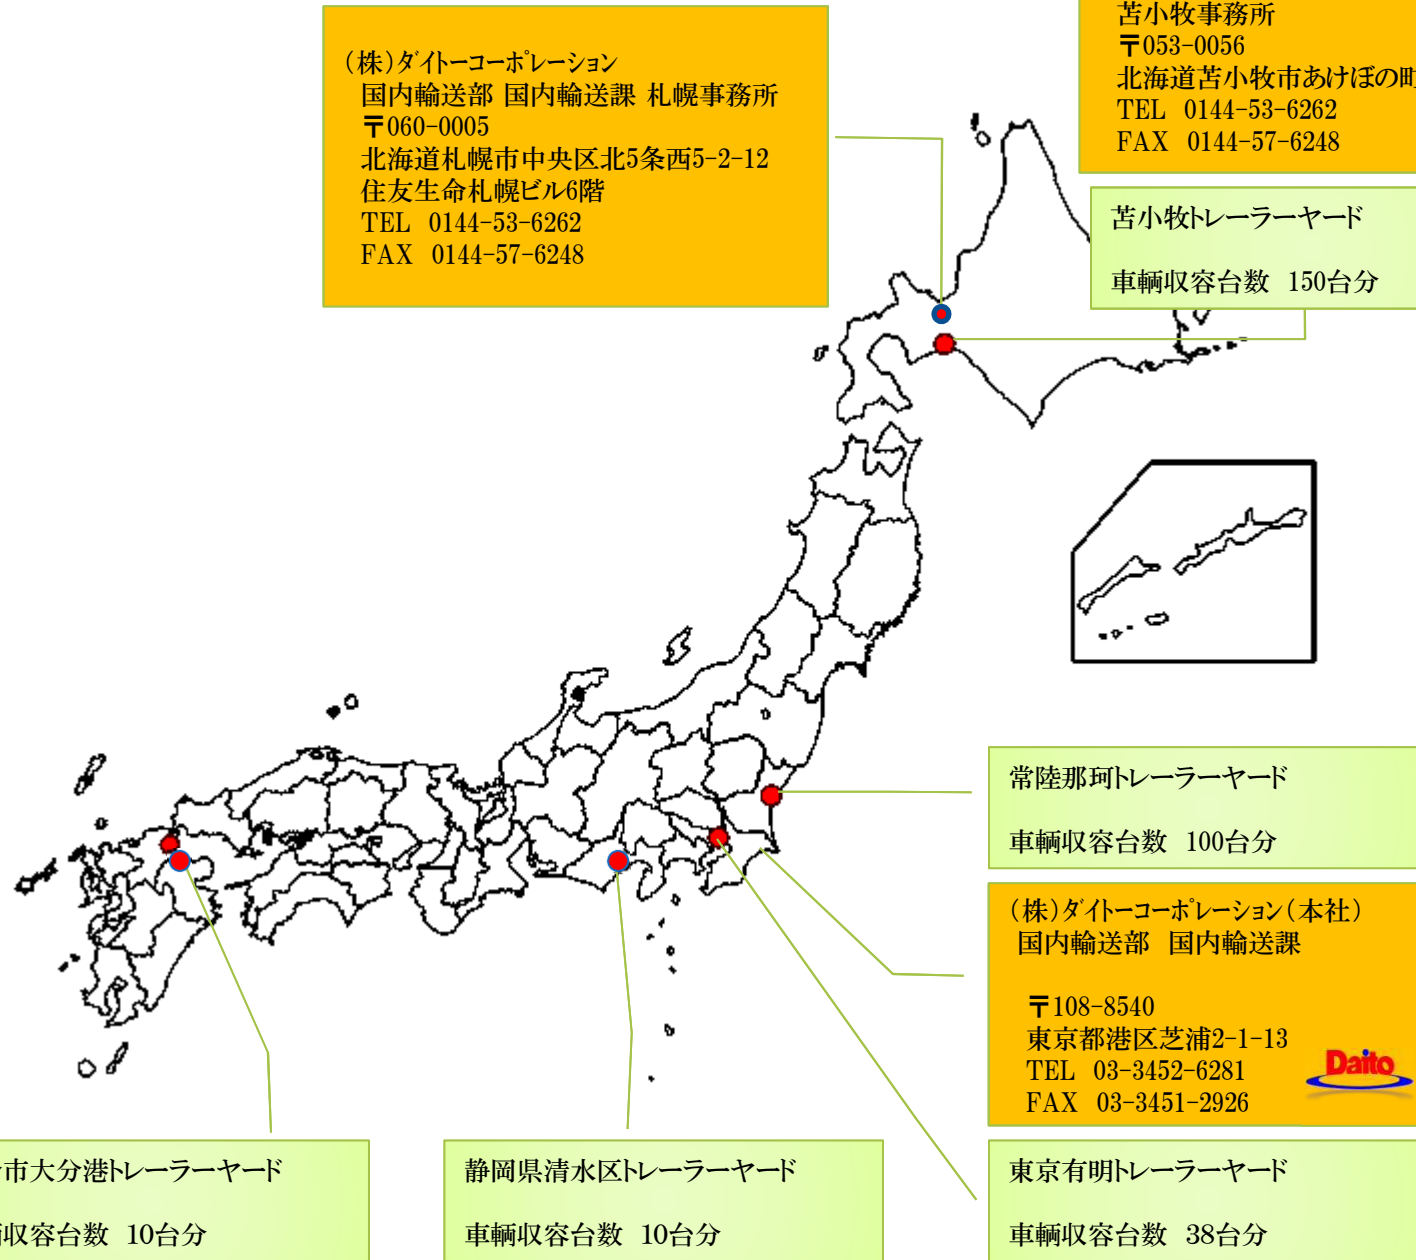 （株）ダイトーコーポレーション
国内輸送部 国内輸送課 札幌事務所
〒060-0005
北海道札幌市中央区北5条西5-2-12
住友生命札幌ビル6階
TEL 0144-53-6262
FAX 0144-57-6248
苫小牧事務所
〒053-0056
北海道苫小牧市あけぼの町
TEL 0144-53-6262
FAX 0144-57-6248
苫小牧トレーラーヤード
車輌収容台数 150台分
常陸那珂トレーラーヤード
車輌収容台数 100台分
（株）ダイトーコーポレーション（本社）
国内輸送部 国内輸送課
〒108-8540
東京都港区芝浦2-1-13
TEL 03-3452-6281
FAX 03-3451-2926
Daito
市大分港トレーラーヤード
収容台数 10台分
静岡県清水区トレーラーヤード
車輌収容台数 10台分
東京有明トレーラーヤード
車輌収容台数 38台分